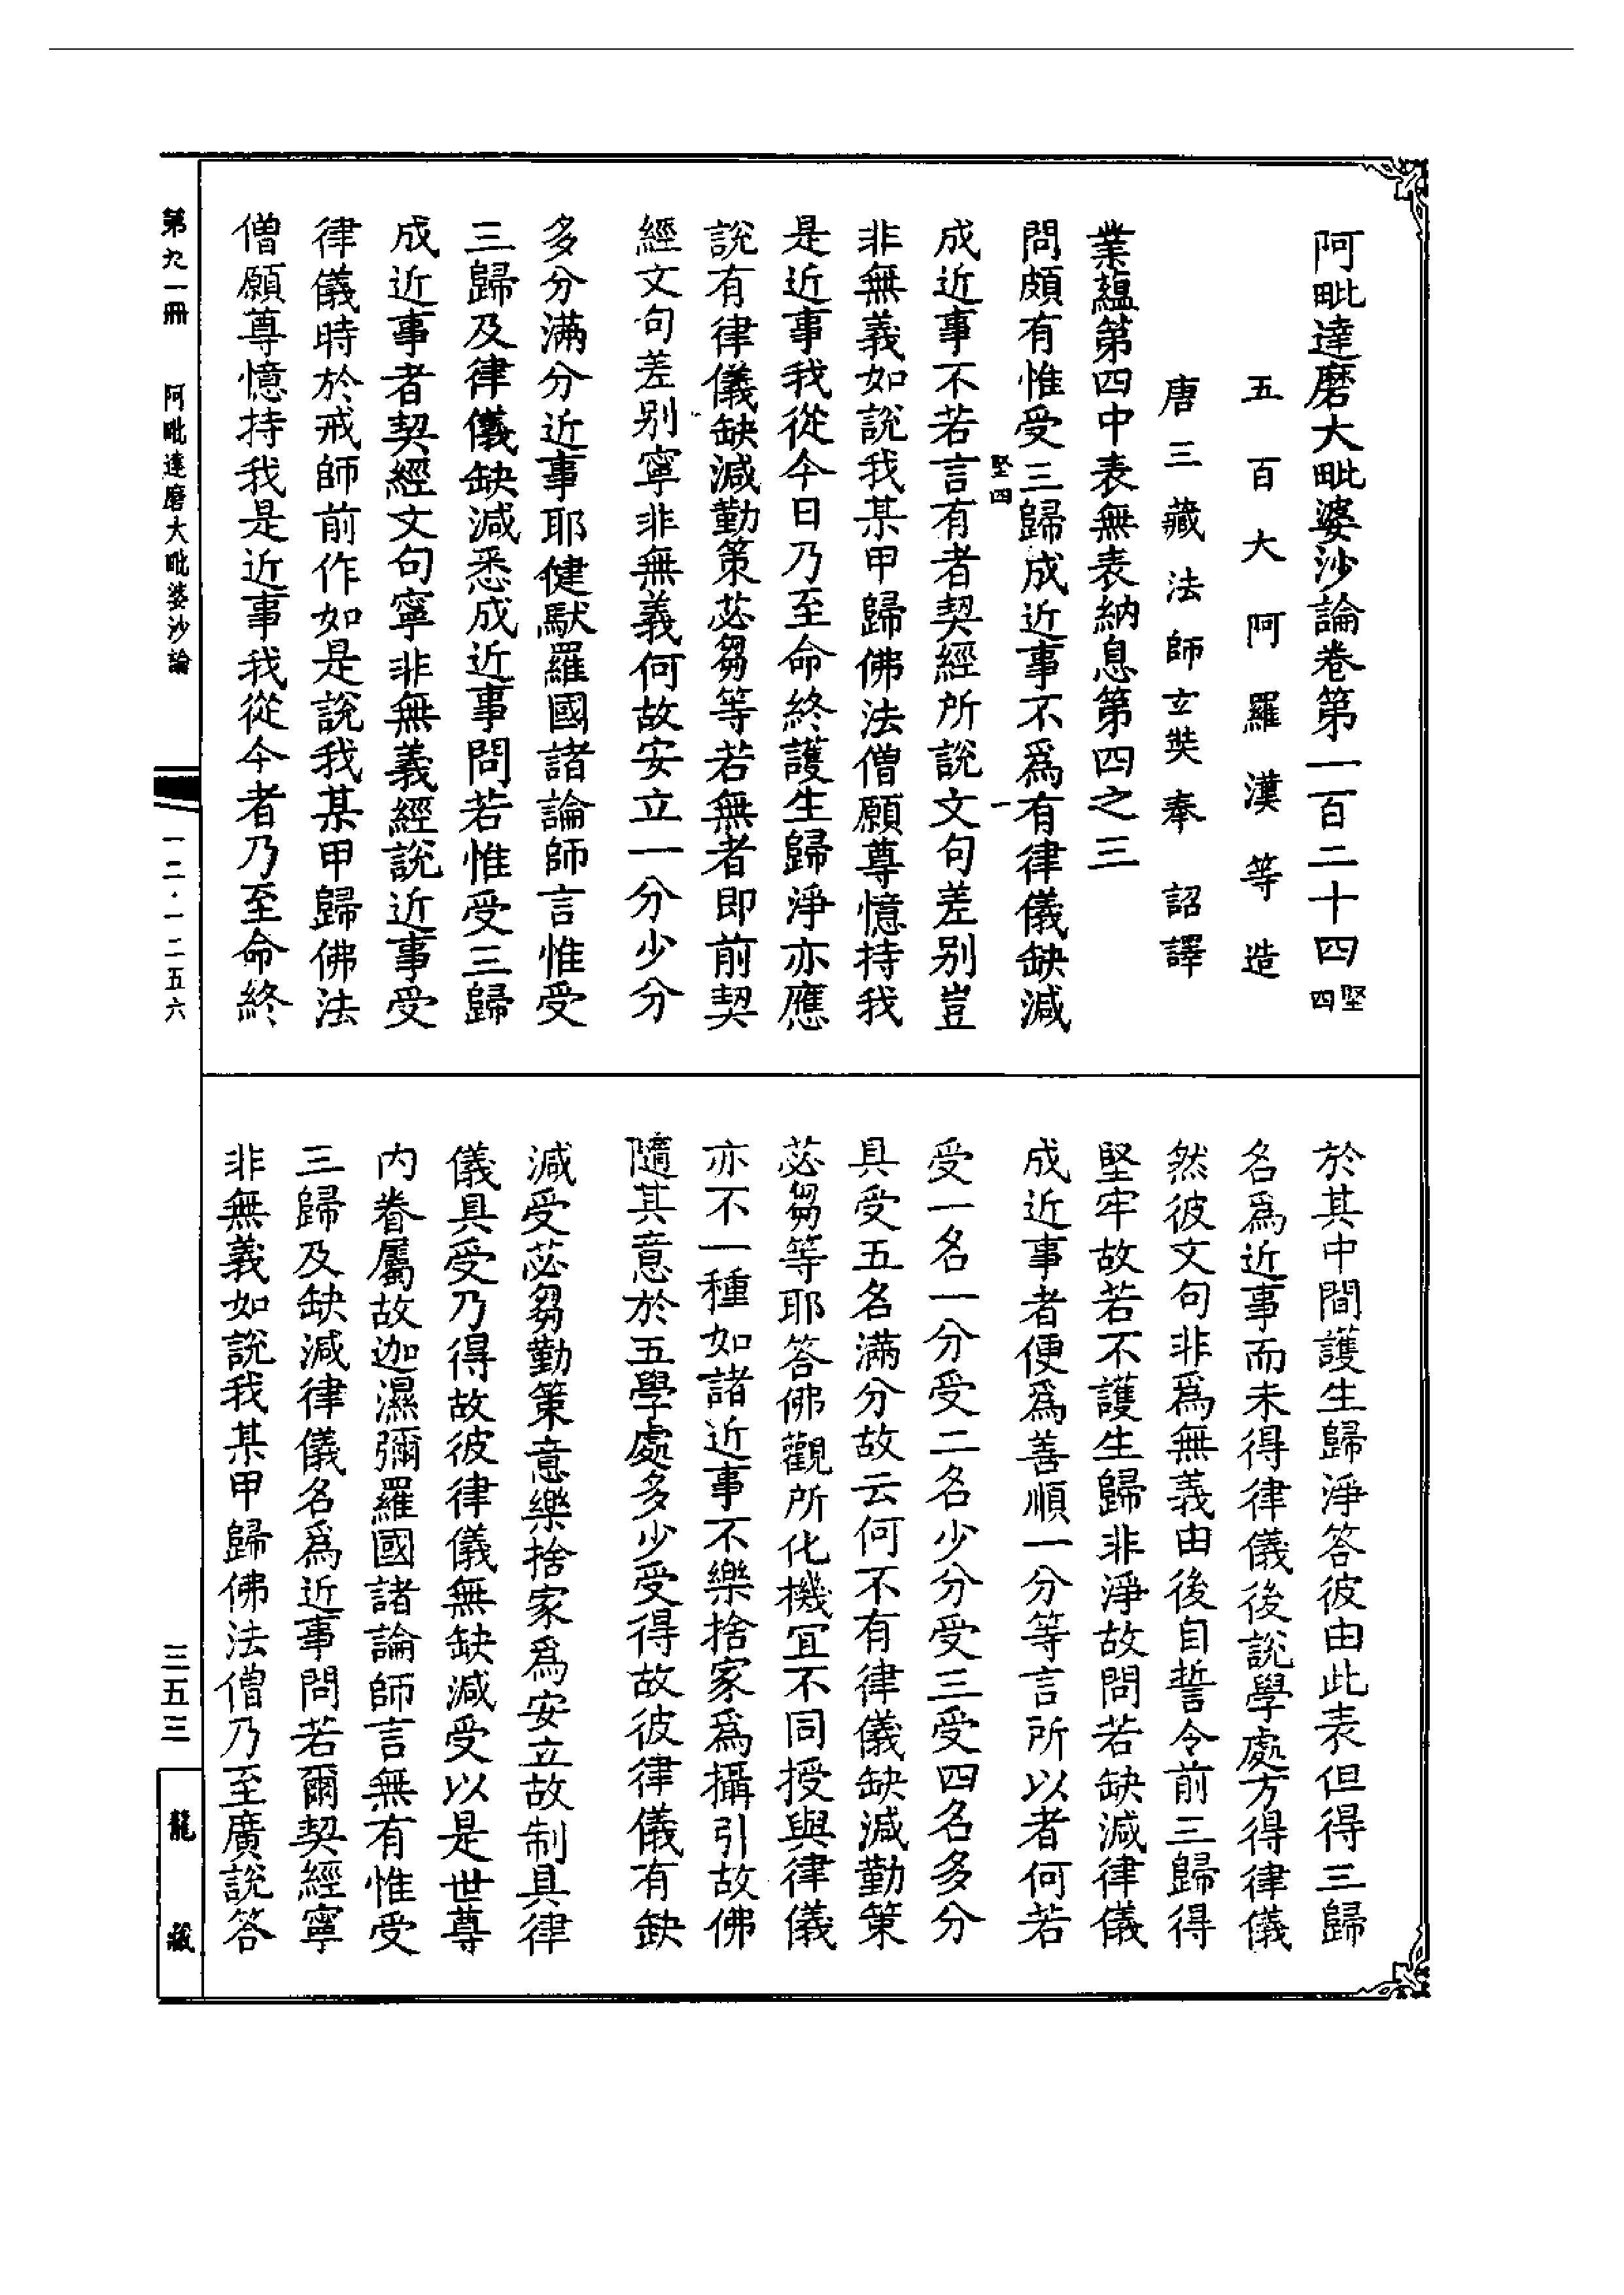 阿毗達磨大毗婆沙論卷第一百二十四 堅四
五百大阿羅漢等造
唐三藏法師玄奘奉 詔譯
業蘊第四中表無表納息第四之三
問頗有惟受三歸成近事不爲有律儀缺減
堅四 一
成近事不若言有者契經所說文句差別豈
非無義如說我某甲歸佛法僧願尊憶持我
是近事我從今日乃至命終護生歸淨亦應
說有律儀缺減勤策苾芻等若無者即前契
經文句差別寧非無義何故安立一分少分
多分滿分近事耶健馱羅國諸論師言惟受
三歸及律儀缺減悉成近事問若惟受三歸
成近事者契經文句寧非無義經說近事受
律儀時於戒師前作如是說我某甲歸佛法
僧願尊憶持我是近事我從今者乃至命終
於其中間護生歸淨答彼由此表但得三歸
名爲近事而未得律儀後說學處方得律儀
然彼文句非爲無義由後自誓令前三歸得
堅牢故若不護生歸非淨故問若缺減律儀
成近事者便爲善順一分等言所以者何若
受一名一分受二名少分受三受四名多分
具受五名滿分故云何不有律儀缺減勤策
苾芻等耶答佛觀所化機宜不同授與律儀
亦不一種如諸近事不樂捨家爲攝引故佛
隨其意於五學處多少受得故彼律儀有缺
減受苾芻勤策意樂捨家爲安立故制具律
儀具受乃得故彼律儀無缺減受以是世尊
內眷屬故迦濕彌羅國諸論師言無有惟受
三歸及缺減律儀名爲近事問若爾契經寧
非無義如說我某甲歸佛法僧乃至廣說答
第九一冊 阿毗達磨大毗婆沙論
一二·一二五六
三五三
龍藏